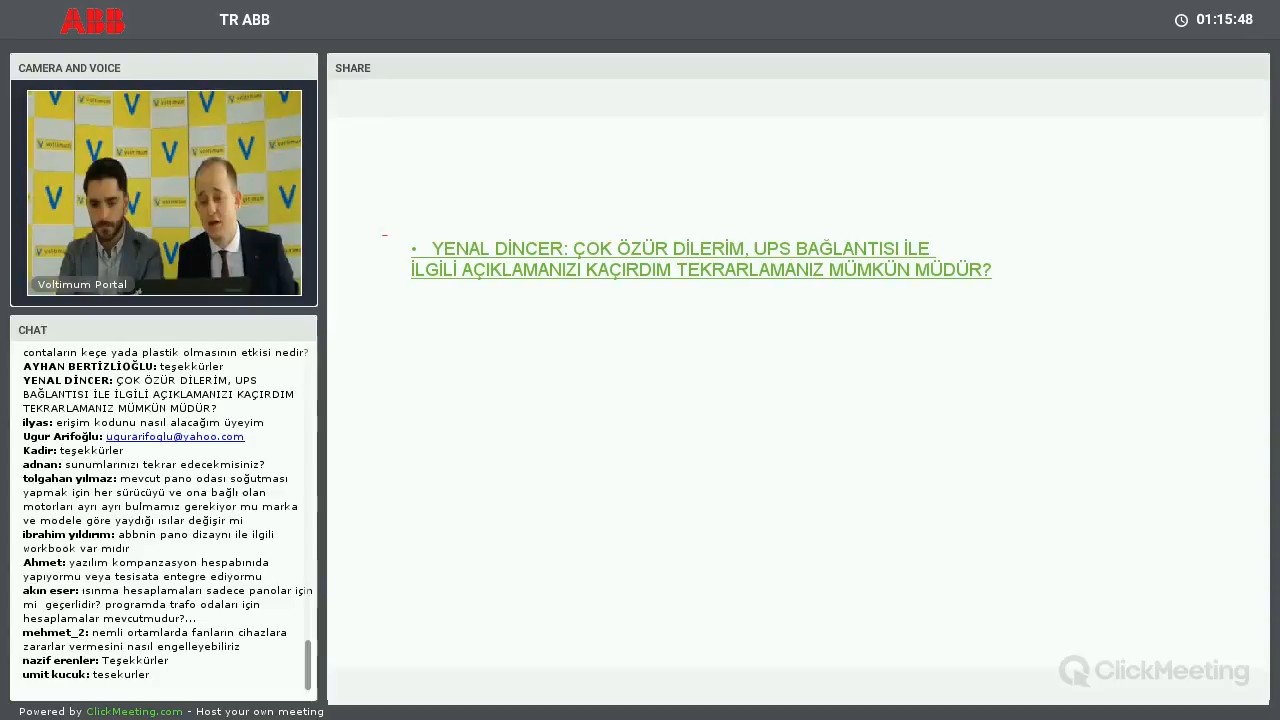 ABB
TR ABB
01:15:48
CAMERA AND VOICE
voltimum
Voltimum Portal
CHAT
contaların keçe yada plastik olmasının etkisi nedir?
AYHAN BERTİZLİOĞLU: teşekkürler
YENAL DİNCER: ÇOK ÖZÜR DİLERİM, UPS
BAĞLANTISI İLE İLGİLİ AÇIKLAMANIZI KAÇIRDIM
TEKRARLAMANIZ MÜMKÜN MÜDÜR?
ilyas: erişim kodunu nasıl alacağım üyeyim
Ugur Arifoğlu: ugurarifoglu@yahoo.com
Kadir: teşekkürler
adnan: sunumlarınızı tekrar edecekmisiniz?
tolgahan yılmaz: mevcut pano odası soğutması
yapmak için her sürücüyü ve ona bağlı olan
motorları ayrı ayrı bulmamız gerekiyor mu marka
ve modele göre yaydığı ısılar değişir mi
ibrahim yıldırım: abbnin pano dizaynı ile ilgili
workbook var mıdır
Ahmet: yazılım kompanzasyon hespabınıda
yapıyormu veya tesisata entegre ediyormu
akın eser: ısınma hesaplamaları sadece panolar için
mi geçerlidir? programda trafo odaları için
hesaplamalar mevcutmudur?...
mehmet_2: nemli ortamlarda fanların cihazlara
zararlar vermesini nasıl engelleyebiliriz
nazif erenler: Teşekkürler
umit kucuk: tesekurler
Powered by ClickMeeting.com - Host your own meeting
SHARE
• YENAL DİNCER: ÇOK ÖZÜR DİLERİM, UPS BAĞLANTISI İLE
İLGİLİ AÇIKLAMANIZI KAÇIRDIM TEKRARLAMANIZ MÜMKÜN MÜDÜR?
ClickMeeting